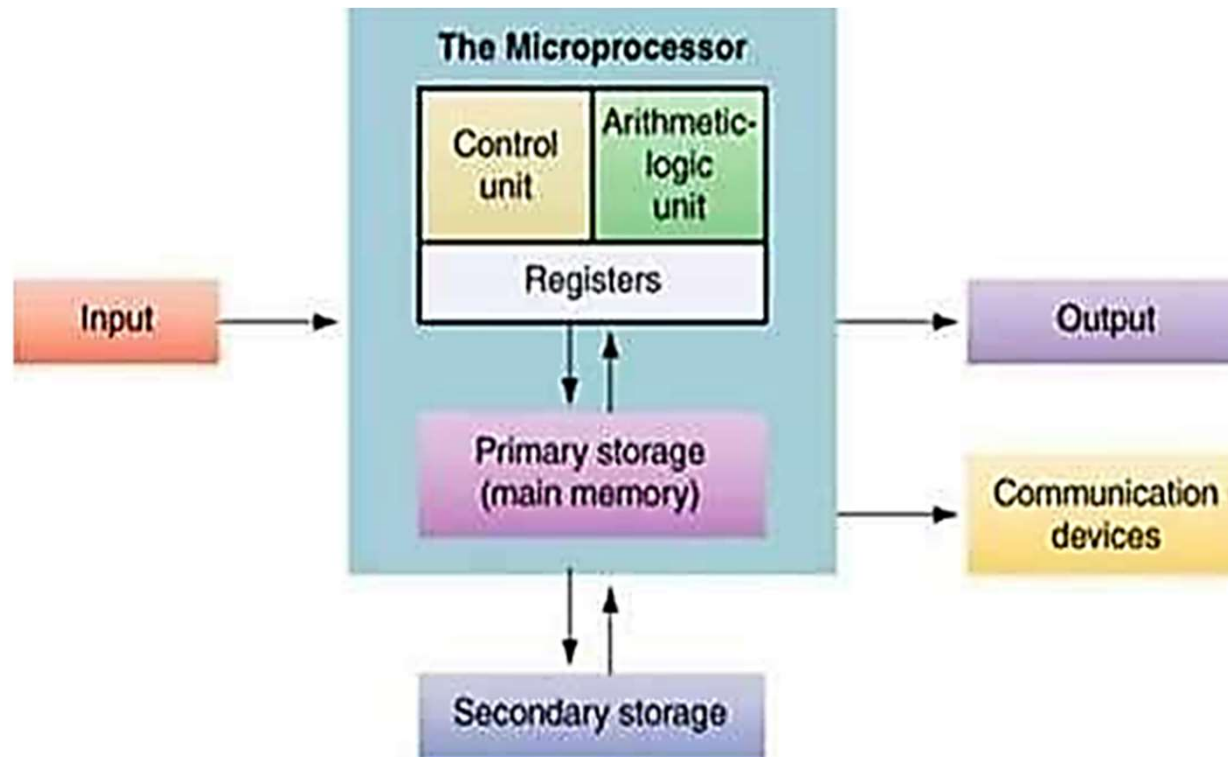 The Microprocessor
Control
unit
Arithmetic-
logic
unit
Registers
Input
Output
Primary storage
(main memory)
Communication
devices
Secondary storage